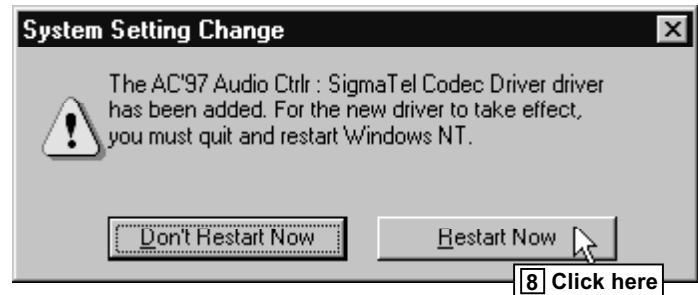 System Setting Change
The AC'97 Audio Ctrlr : SigmaTel Codec Driver driver
has been added. For the new driver to take effect,
you must quit and restart Windows NT.
Don't Restart Now
Restart Now
8 Click here